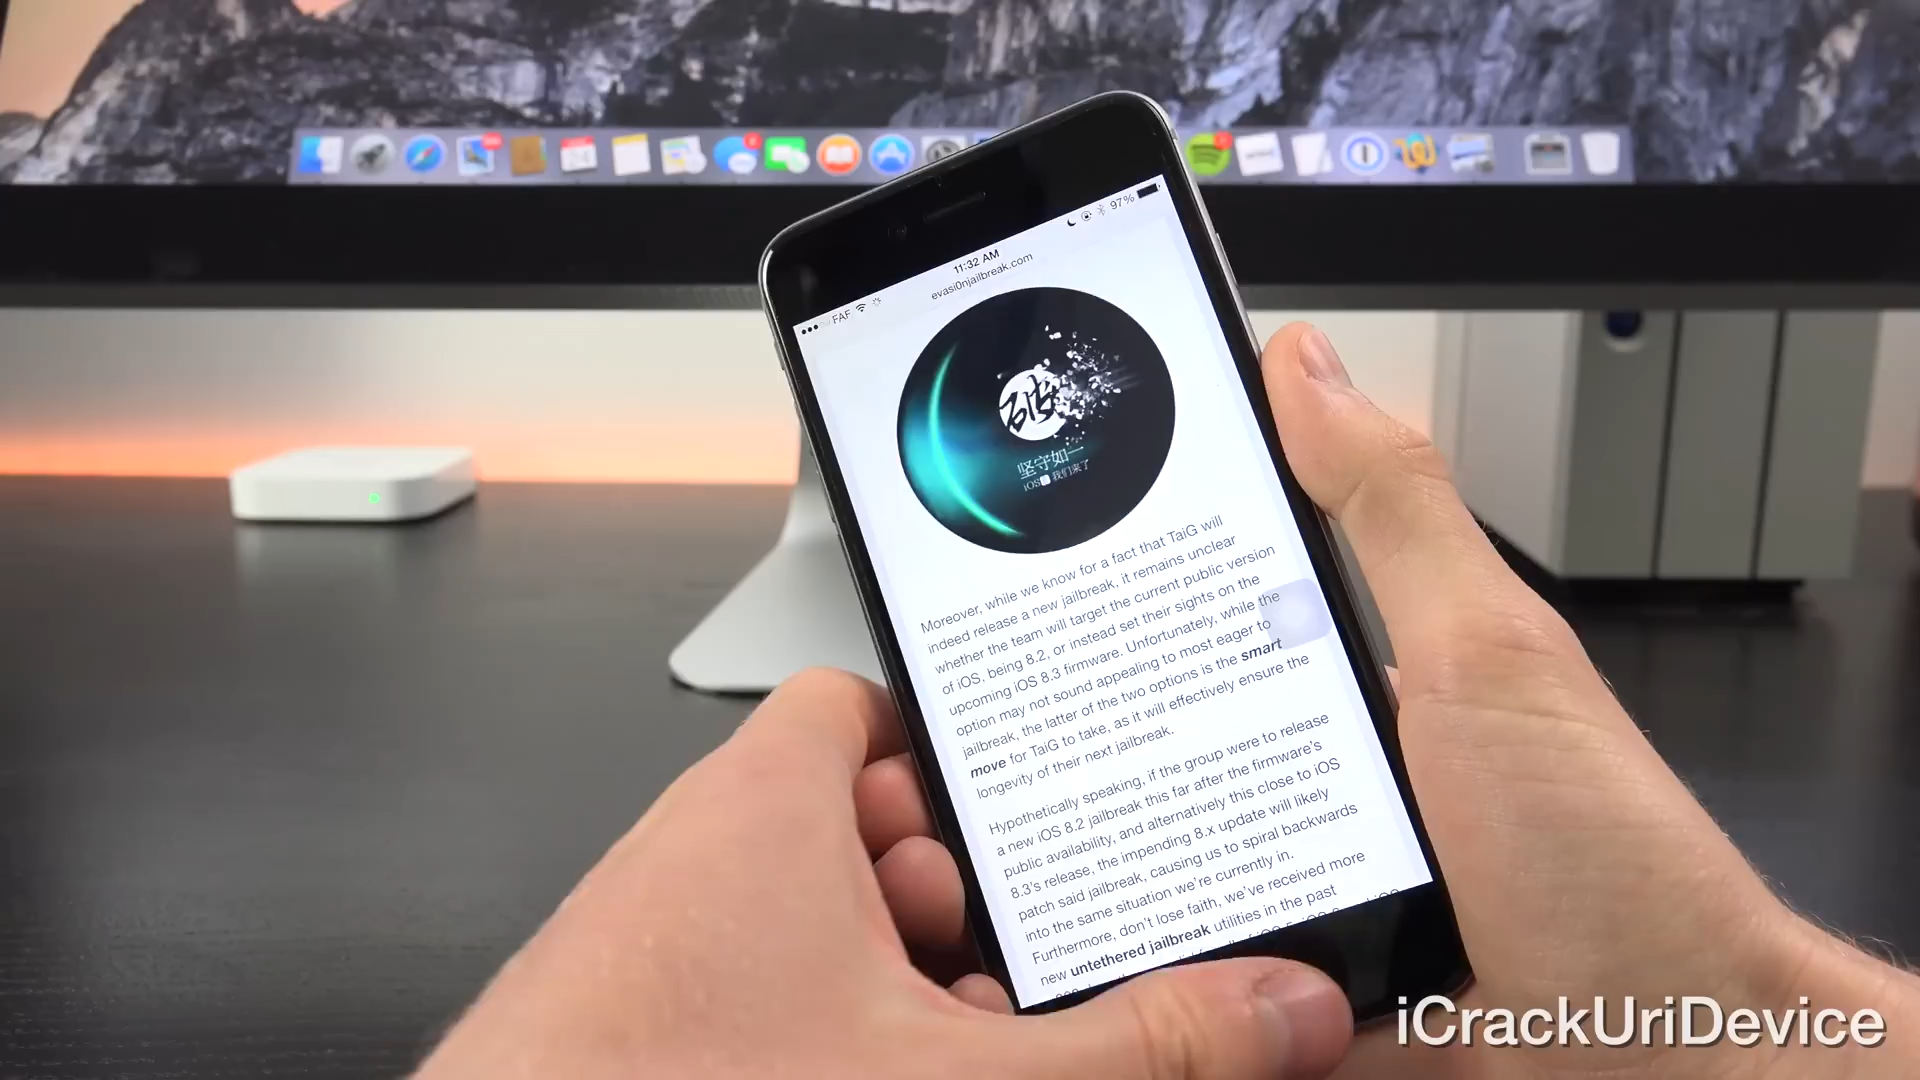 FAF
11:32 AM
97%
evasi0njailbreak.com
破
坚守如一
iOS8 我们来了
Moreover, while we know for a fact that TaiG will
indeed release a new jailbreak, it remains unclear
whether the team will target the current public version
of iOS, being 8.2, or instead set their sights on the
upcoming iOS 8.3 firmware. Unfortunately, while the
option may not sound appealing to most eager to
jailbreak, the latter of the two options is the smart
move for TaiG to take, as it will effectively ensure the
longevity of their next jailbreak.
Hypothetically speaking, if the group were to release
a new iOS 8.2 jailbreak this far after the firmware's
public availability, and alternatively this close to iOS
8.3's release, the impending 8.x update will likely
patch said jailbreak, causing us to spiral backwards
into the same situation we're currently in.
Furthermore, don't lose faith, we've received more
new untethered jailbreak utilities in the past
iCrackUriDevice